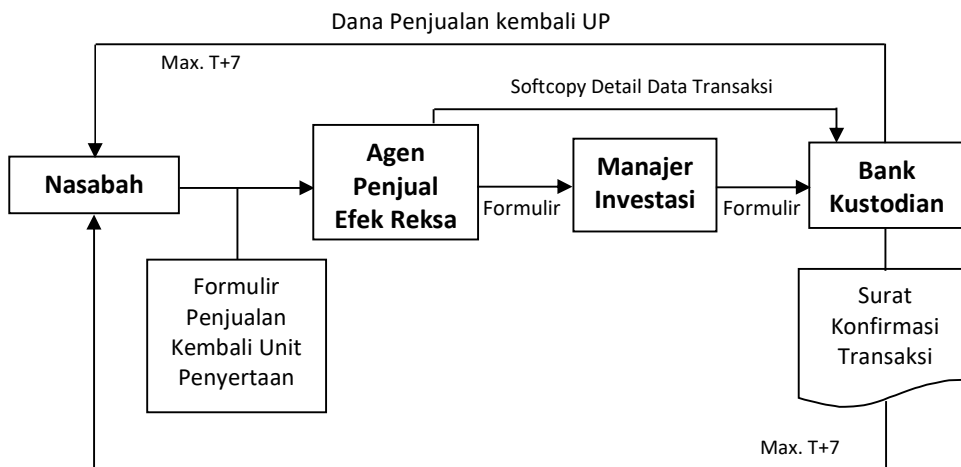 Dana Penjualan kembali UP
Max. T+7
Softcopy Detail Data Transaksi
Nasabah
Agen
Penjual
Efek Reksa
Formulir
Manajer
Investasi
Formulir
Bank
Kustodian
Formulir
Penjualan
Kembali Unit
Penyertaan
Surat
Konfirmasi
Transaksi
Max. T+7